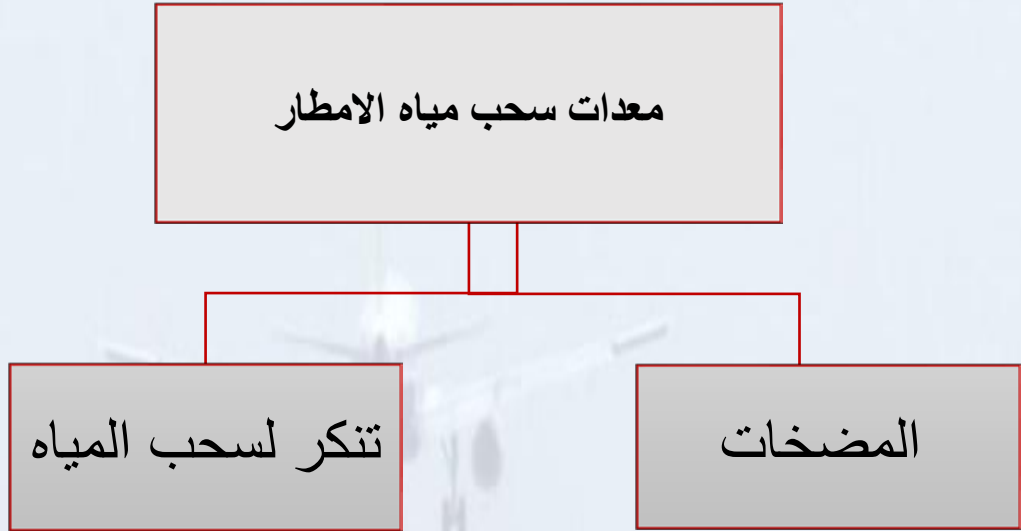 معدات سحب مياه الامطار
المضخات
تنكر لسحب المياه